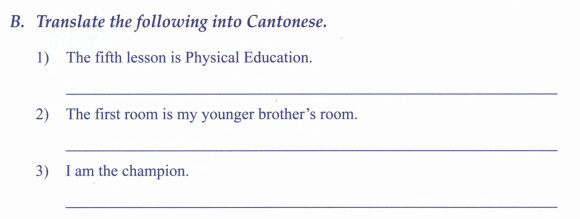 B. Translate the following into Cantonese.
1) The fifth lesson is Physical Education.
2) The first room is my younger brother's room.
3) I am the champion.